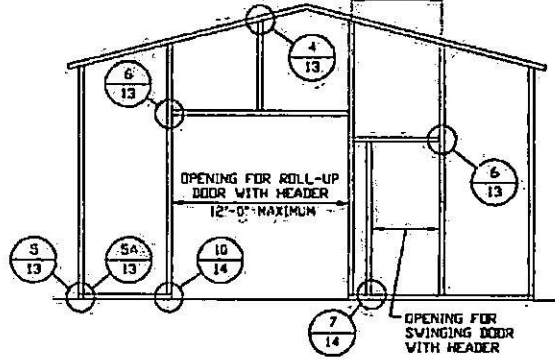 4
13
6
13
OPENING FOR ROLL-UP
DOOR WITH HEADER
12'-0" MAXIMUM
6
13
5
13
5A
13
10
14
7
14
OPENING FOR
SWINGING DOOR
WITH HEADER